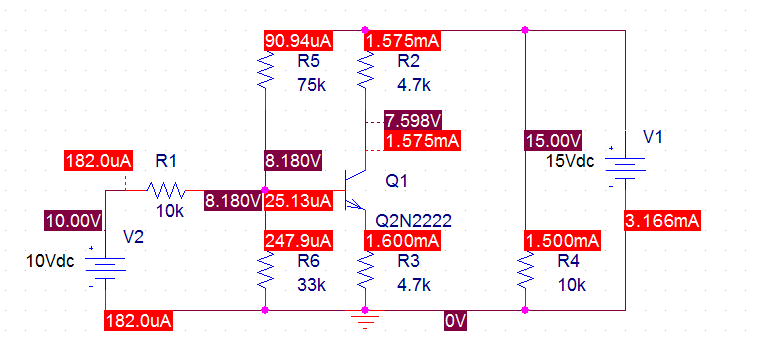 90.94uA
1.575mA
R5
R2
75k
4.7k
7.598V
V1
1.575mA
15.00V
182.0uA
R1
8.180V
15Vdc
Q1
10k
8.180V
25.13uA
10.00V
Q2N2222
3.166mA
V2
247.9uA
1.600mA
1.500mA
10Vdc
R6
R3
R4
33k
4.7k
10k
182.0uA
0V